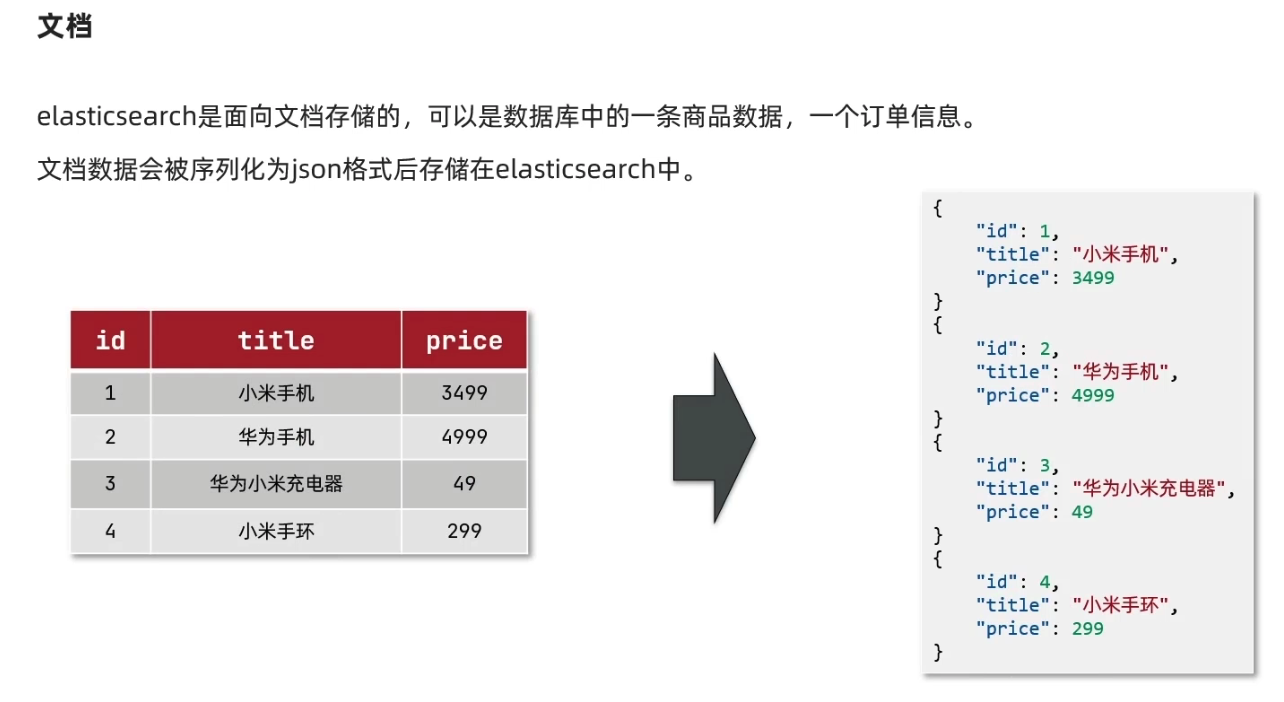 文档
elasticsearch是面向文档存储的，可以是数据库中的一条商品数据，一个订单信息。
文档数据会被序列化为json格式后存储在elasticsearch中。
id title price
1 小米手机 3499
2 华为手机 4999
3 华为小米充电器 49
4 小米手环 299
{
"id": 1,
"title": "小米手机",
"price": 3499
}
{
"id": 2,
"title": "华为手机",
"price": 4999
}
{
"id": 3,
"title": "华为小米充电器",
"price": 49
}
{
"id": 4,
"title": "小米手环",
"price": 299
}